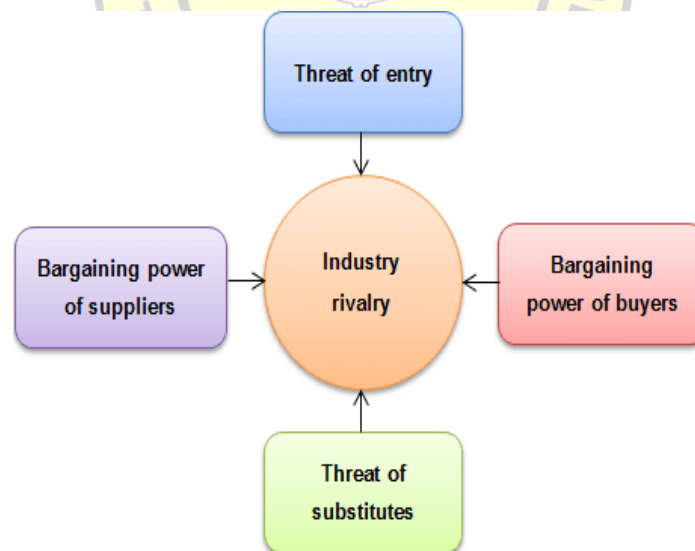 Threat of entry
Bargaining power
of suppliers
Industry
rivalry
Bargaining
power of buyers
Threat of
substitutes